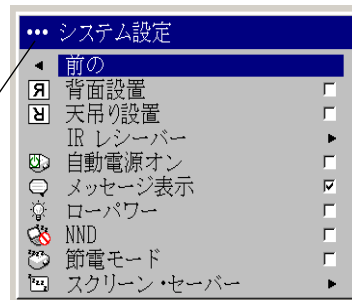 ••• システム設定
前の
背面設置
天吊り設置
IR レシーバー
自動電源オン
メッセージ表示
ローパワー
NND
節電モード
スクリーン・セーバー